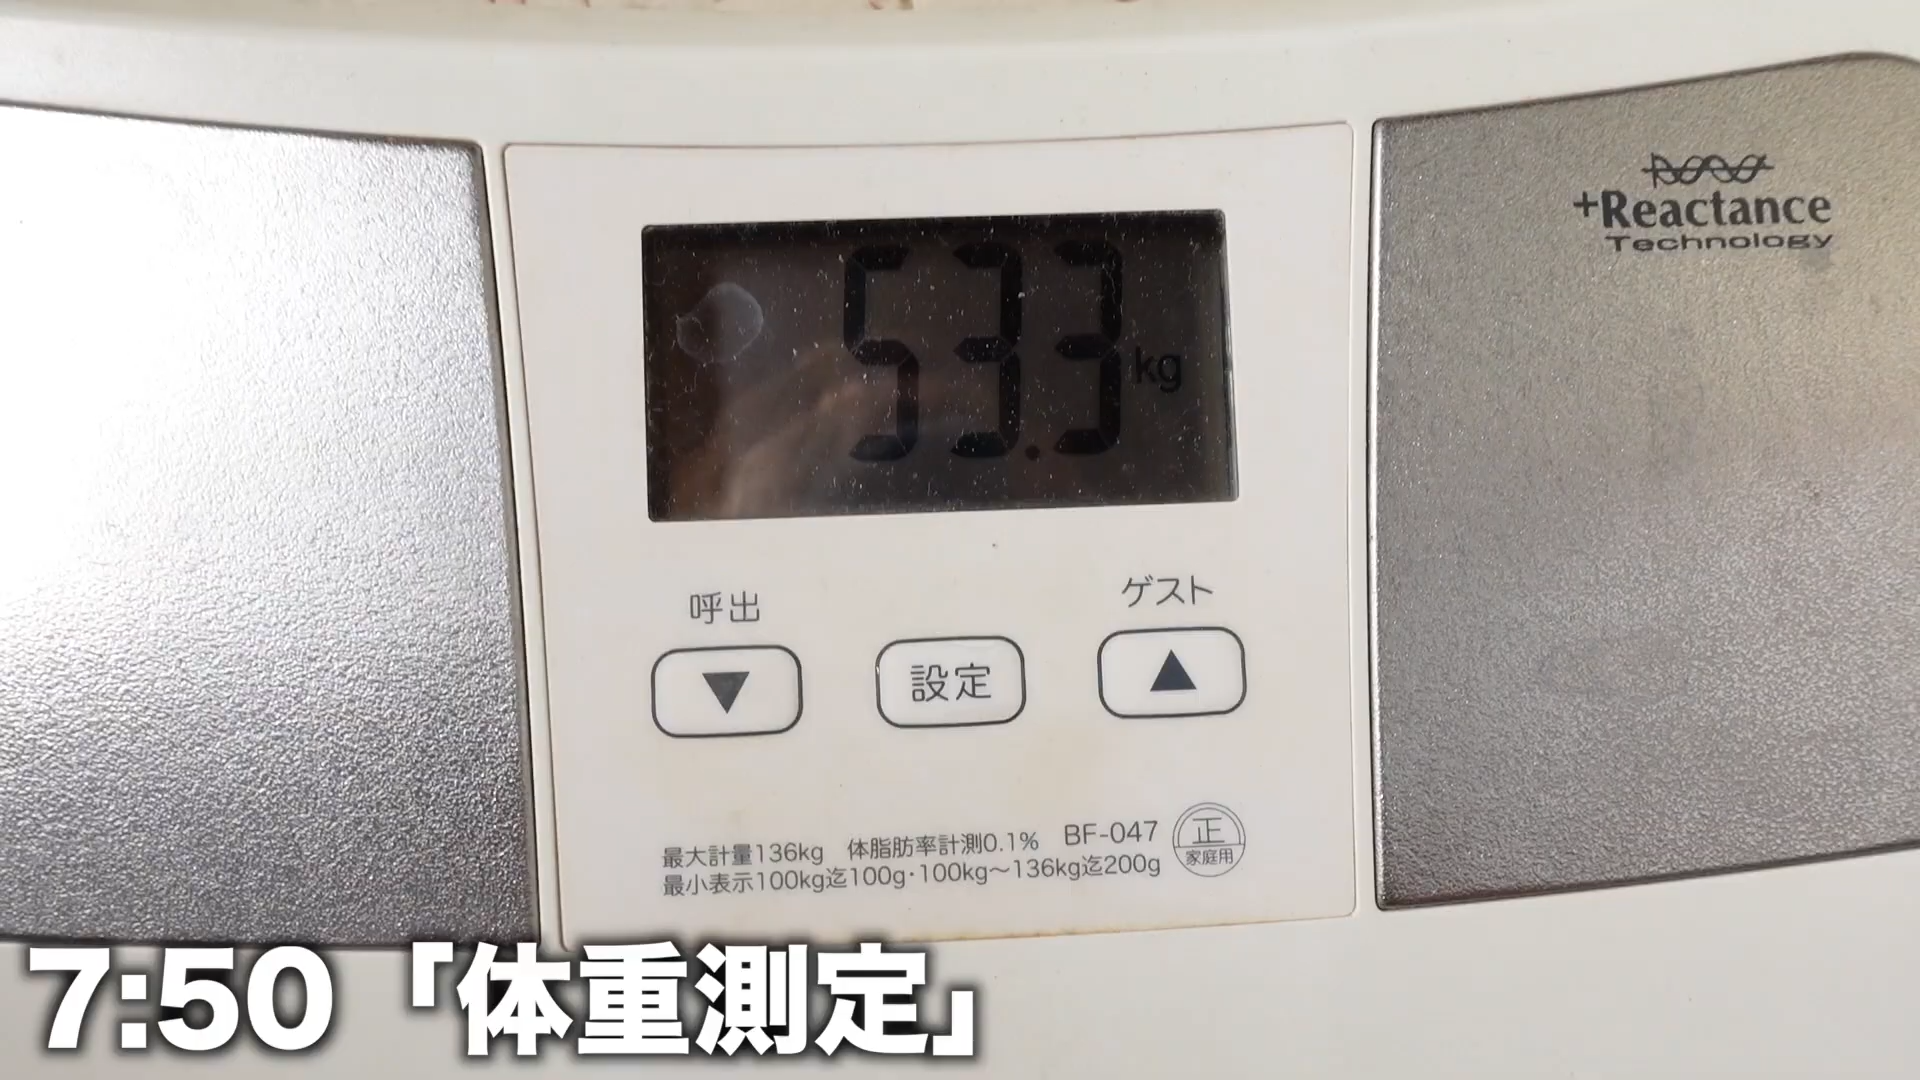 +Reactance
Technology
53.3kg
呼出
ゲスト
▼
設定
▲
最大計量136kg 体脂肪率計測0.1% BF-047
最小表示100kg迄100g・100kg〜136kg迄200g
正
家庭用
7:50「体重測定」